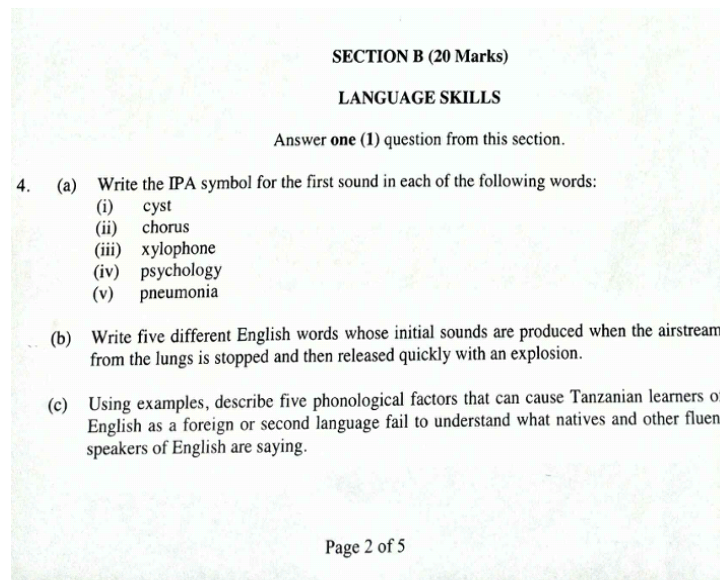 SECTION B (20 Marks)
LANGUAGE SKILLS
Answer one (1) question from this section.
4. (a) Write the IPA symbol for the first sound in each of the following words:
(i) cyst
(ii) chorus
(iii) xylophone
(iv) psychology
(v) pneumonia
(b) Write five different English words whose initial sounds are produced when the airstream
from the lungs is stopped and then released quickly with an explosion.
(c) Using examples, describe five phonological factors that can cause Tanzanian learners o
English as a foreign or second language fail to understand what natives and other fluen
speakers of English are saying.
Page 2 of 5